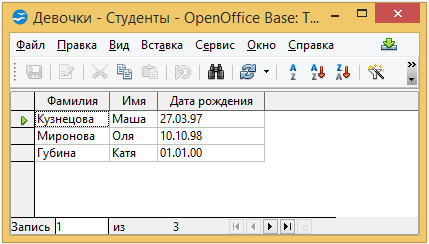 Девочки - Студенты - OpenOffice Base: Т...
Файл Правка Вид Вставка Сервис Окно Справка
A Z Z A
Фамилия Имя Дата рождения
Кузнецова Маша 27.03.97
Миронова Оля 10.10.98
Губина Катя 01.01.00
Запись 1 из 3